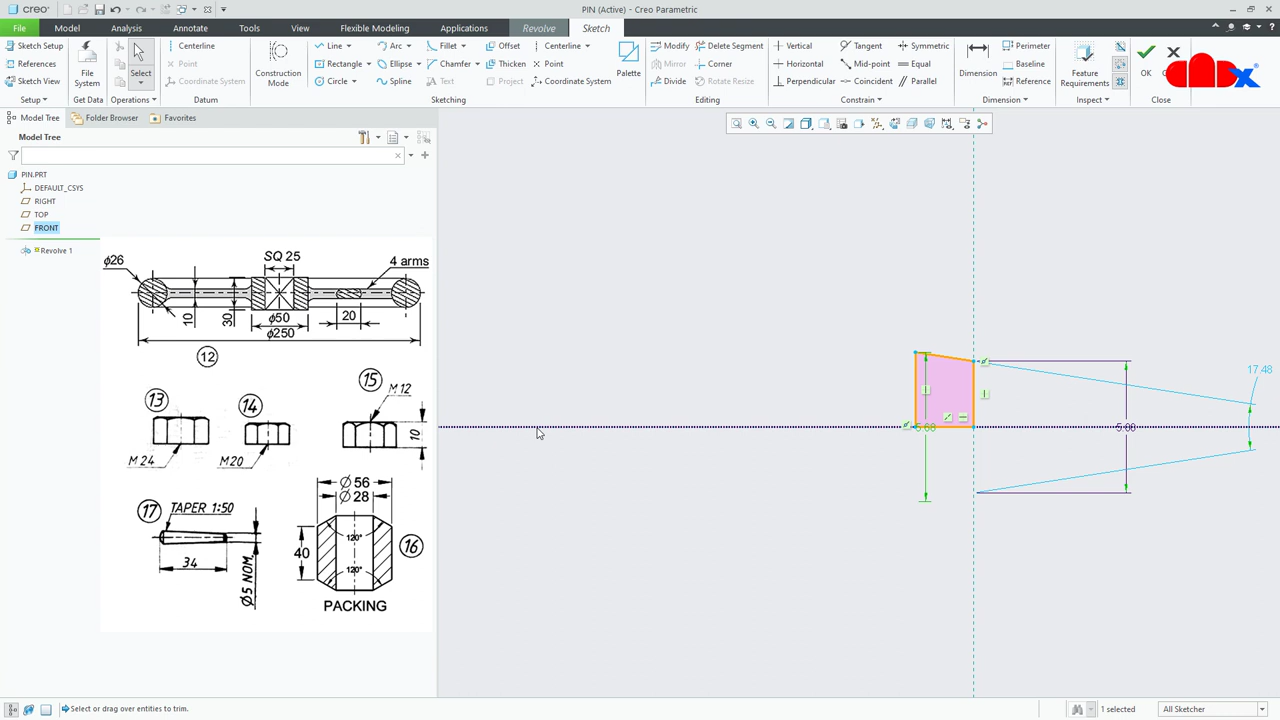 creo
PIN (Active) - Creo Parametric
File Model Analysis Annotate Tools View Flexible Modeling Applications Revolve Sketch
Sketch Setup
References
Sketch View
Setup
File System
Get Data
Select
Operations
Centerline
Point
Coordinate System
Datum
Construction Mode
Line Arc Fillet Offset Centerline
Rectangle Ellipse Chamfer Thicken Point
Circle Spline Text Project Coordinate System
Palette
Sketching
Modify Delete Segment
Mirror Corner
Divide Rotate Resize
Editing
Vertical Tangent Symmetric
Horizontal Mid-point Equal
Perpendicular Coincident Parallel
Constrain
Dimension
Perimeter
Baseline
Reference
Dimension
Feature Requirements
Inspect
OK
Close
Model Tree Folder Browser Favorites
Model Tree
PIN.PRT
DEFAULT_CSYS
RIGHT
TOP
FRONT
Revolve 1
SQ 25
ϕ26
4 arms
10
30
ϕ50
20
ϕ250
12
15
M 12
13
14
10
M 24
M20
17
TAPER 1:50
34
Ø5 NOM.
Ø 56
Ø 28
120°
40
120°
16
PACKING
17.48
5.68
5.00
Select or drag over entities to trim.
1 selected
All Sketcher